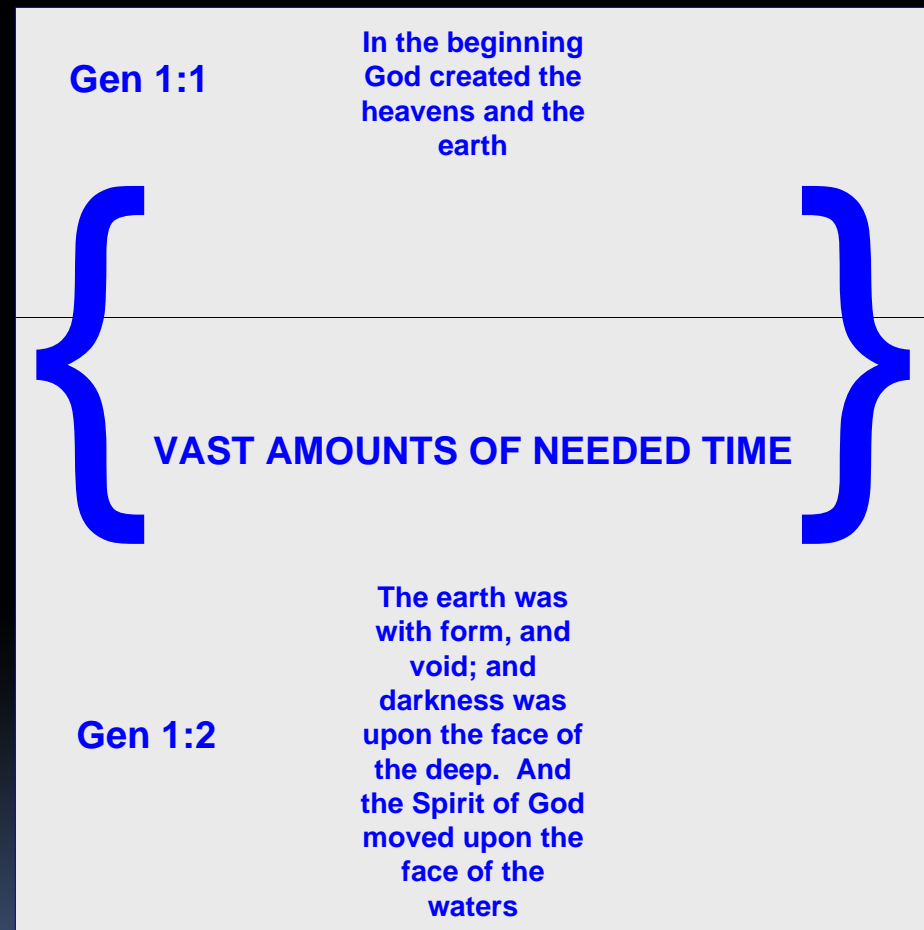 Gen 1:1
In the beginning
God created the
heavens and the
earth
{ }
VAST AMOUNTS OF NEEDED TIME
Gen 1:2
The earth was
with form, and
void; and
darkness was
upon the face of
the deep.  And
the Spirit of God
moved upon the
face of the
waters